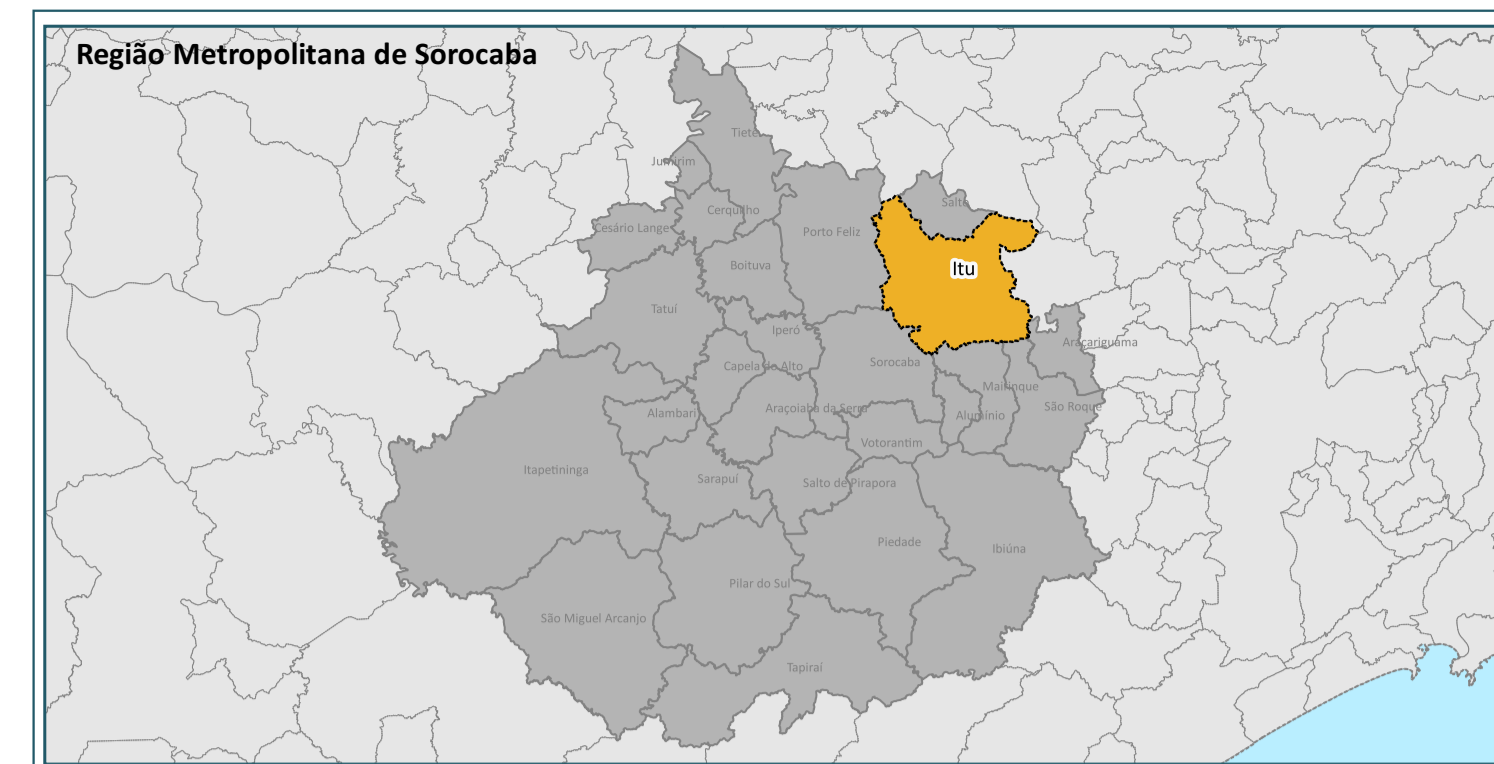 Região Metropolitana de Sorocaba
Tietê
Jumirim
Salto
Cerquilho
Cesário Lange
Porto Feliz
Boituva
Itu
Tatuí
Iperó
Araçariguama
Sorocaba
Capela do Alto
Mairinque
Alambari
Araçoiaba da Serra
Alumínio
São Roque
Votorantim
Itapetininga
Sarapuí
Salto de Pirapora
Piedade
Ibiúna
Pilar do Sul
São Miguel Arcanjo
Tapiraí